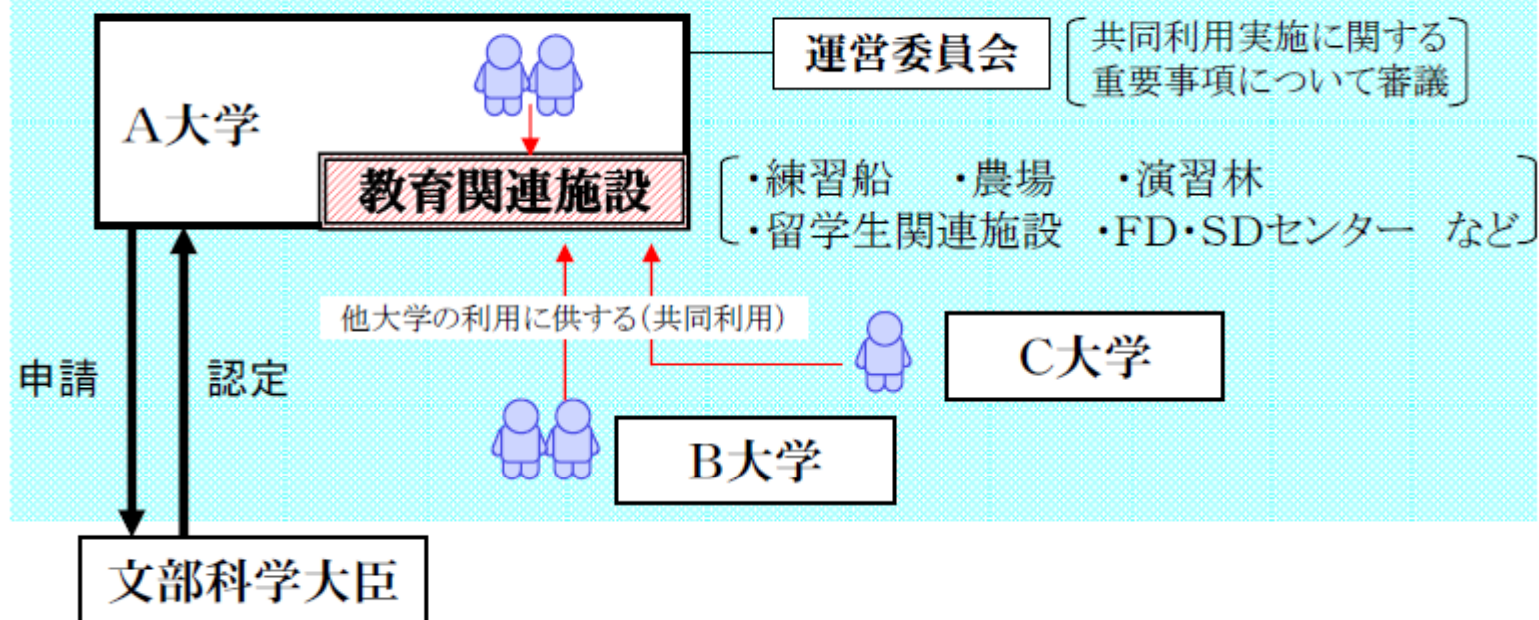 運営委員会
共同利用実施に関する
重要事項について審議
A大学
教育関連施設
・練習船 ・農場 ・演習林
・留学生関連施設 ・FD・SDセンター など
他大学の利用に供する(共同利用)
C大学
申請
認定
B大学
文部科学大臣